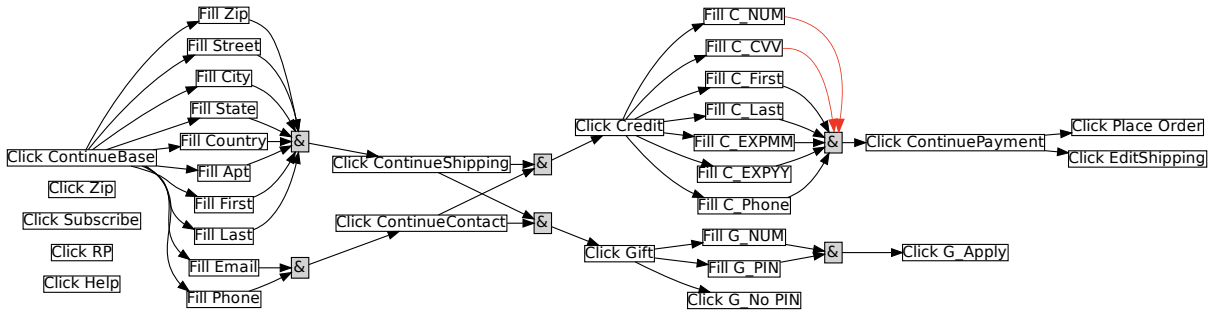 Click ContinueBase
Click Zip
Click Subscribe
Click RP
Click Help
Fill Zip
Fill Street
Fill City
Fill State
Fill Country
Fill Apt
Fill First
Fill Last
Fill Email
Fill Phone
&
&
Click ContinueShipping
Click ContinueContact
&
&
Click Credit
Click Gift
Fill C_NUM
Fill C_CVV
Fill C_First
Fill C_Last
Fill C_EXPMM
Fill C_EXPYY
Fill C_Phone
Fill G_NUM
Fill G_PIN
Click G_No PIN
&
&
Click ContinuePayment
Click G_Apply
Click Place Order
Click EditShipping